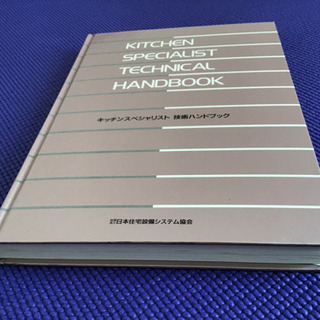 KITCHEN
SPECIALIST
TECHNICAL
HANDBOOK
キッチンスペシャリスト 技術ハンドブック
日本住宅設備システム協会